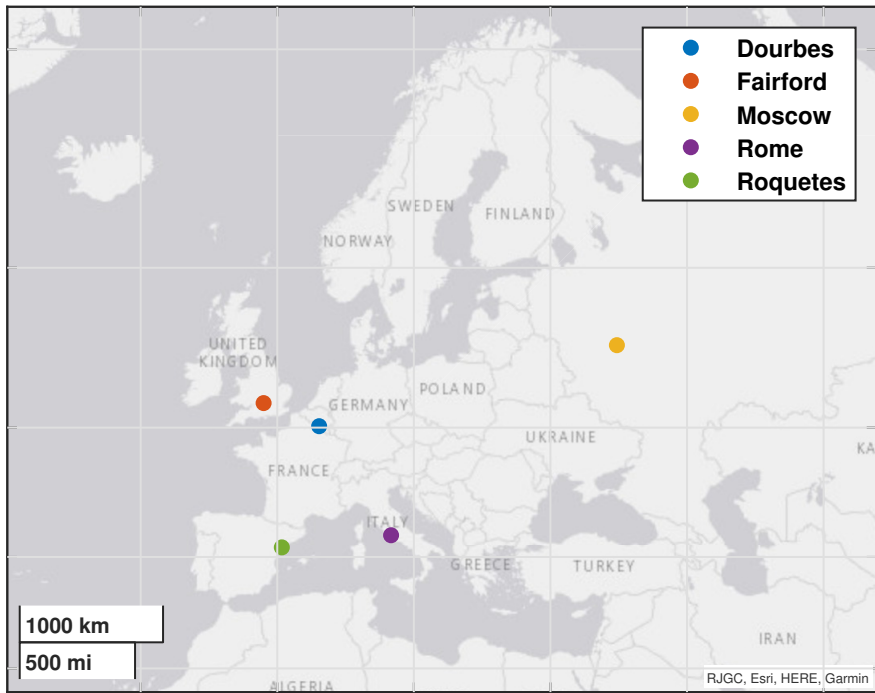 Dourbes
Fairford
Moscow
Rome
Roquetes
SWEDEN
FINLAND
NORWAY
UNITED
KINGDOM
POLAND
GERMANY
UKRAINE
KA
FRANCE
ITALY
GREECE
TURKEY
1000 km
500 mi
IRAN
RJGC, Esri, HERE, Garmin
ALGERIA